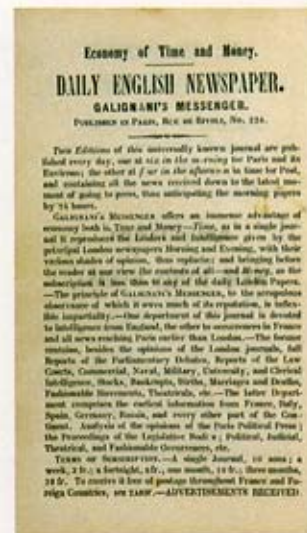 Economy of Time and Money.
DAILY ENGLISH NEWSPAPER.
GALIGNANI'S MESSENGER.
PUBLISHED IN PARIS, RUE DE RIVOLI, No. 224.
Two Editions of this universally known journal are pub-
lished every day, one at six in the morning for Paris and its
Environs; the other at four in the afternoon in time for Post,
and containing all the news received down to the latest mo-
ment of going to press, thus anticipating the morning papers
by 24 hours.
GALIGNANI'S MESSENGER offers an immense advantage of
economy both in Time and Money—Time, as in a single jour-
nal it reproduces the Leaders and Intelligence given by the
principal London newspapers Morning and Evening, with their
various shades of opinion, thus and bringing before
the reader at one view the contents of all—and Money, as the
subscription is less than to any of the daily London Papers.
—The principle of GALIGNANI'S MESSENGER, to the scrupulous
observance of which it owes much of its reputation, is inflex-
ible impartiality.—One department of this journal is devoted
to Intelligence from England, the other to occurrences in France
and all news reaching Paris earlier than London.—The former
contains, besides the opinions of the London journals, full
Reports of the Parliamentary Debates, Reports of the Law
Courts, Commercial, Naval, Military, University, and Clerical
Intelligence, Stocks, Bankrupts, Births, Marriages and Deaths,
Fashionable Movements, Theatricals, etc.—The latter Depart-
ment comprises the earliest information from France, Italy,
Spain, Germany, Russia, and every other part of the Con-
tinent. Analysis of the opinions of the Paris Political Press;
the Proceedings of the Legislative Bodies; Political, Judicial,
Theatrical, and Fashionable Occurrences, etc.
TERMS OF SUBSCRIPTION.—A single Journal, 10 sous; a
week, fr.; a fortnight, fr., one month, fr.; three months,
fr. To receive it free of postage throughout France and Fo-
reign Countries, see TARIF.—ADVERTISEMENTS RECEIVED.